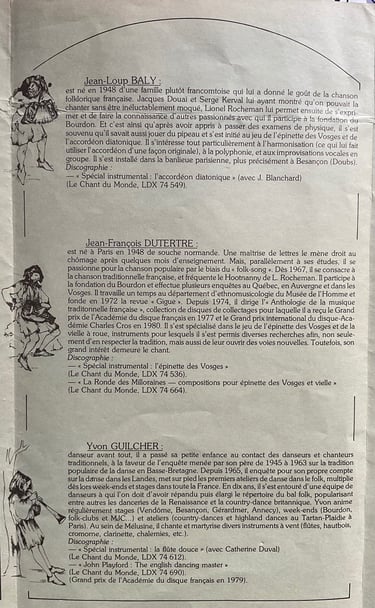 Jean-Loup BALY :
est né en 1948 d'une famille plutôt francomtoise qui lui a donné le goût de la chanson
folklorique française. Jacques Douai et Serge Kerval lui ayant montré qu'on pouvait la
chanter sans être inéluctablement moqué, Lionel Rocheman lui permit ensuite de s'expri-
mer et de faire la connaissance d'autres passionnés avec qui il participe à la fondation du
Bourdon. Et c'est ainsi qu'après avoir appris à passer des examens de physique, il s'est
souvenu qu'il savait aussi jouer du pipeau et s'est initié au jeu de l'épinette des Vosges et de
l'accordéon diatonique. Il s'intéresse tout particulièrement à l'harmonisation (ce qui lui fait
utiliser l'accordéon d'une façon originale), à la polyphonie, et aux improvisations vocales en
groupe. Il s'est installé dans la banlieue parisienne, plus précisément à Besançon (Doubs).
Discographie :
— « Spécial instrumental : l'accordéon diatonique » (avec J. Blanchard)
(Le Chant du Monde, LDX 74 549).
Jean-François DUTERTRE :
est né à Paris en 1948 de souche normande. Une maîtrise de lettres le mène droit au
chômage après quelques mois d'enseignement. Mais, parallèlement à ses études, il se
passionne pour la chanson populaire par le biais du « folk-song ». Dès 1967, il se consacre à
la chanson traditionnelle française, et fréquente le Hootnanny de L. Rocheman. Il participe à
la fondation du Bourdon et effectue plusieurs enquêtes au Québec, en Auvergne et dans les
Vosges. Il travaille un temps au département d'ethnomusicologie du Musée de l'Homme et
fonde en 1972 la revue « Gigue ». Depuis 1974, il dirige l'« Anthologie de la musique
traditionnelle française », collection de disques de collectages pour laquelle il a reçu le Grand
prix de l'Académie du disque français en 1977 et le Grand prix international du disque-Aca-
démie Charles Cros en 1980. Il s'est spécialisé dans le jeu de l'épinette des Vosges et de la
vielle à roue, instruments pour lesquels il s'est permis diverses recherches afin, non seule-
ment d'en respecter la tradition, mais aussi de leur ouvrir des voies nouvelles. Toutefois, son
grand intérêt demeure le chant.
Discographie :
— « Spécial instrumental : l'épinette des Vosges »
(Le Chant du Monde, LDX 74 536).
— « La Ronde des Milloraines — compositions pour épinette des Vosges et vielle »
(Le Chant du Monde, LDX 74 664).
Yvon GUILCHER :
danseur avant tout, il a passé sa petite enfance au contact des danseurs et chanteurs
traditionnels, à la faveur de l'enquête menée par son père de 1945 à 1963 sur la tradition
populaire de la danse en Basse-Bretagne. Depuis 1965, il enquête pour son propre compte
sur la danse dans les Landes, met sur pied les premiers ateliers de danse dans le folk, multiplie
dès lors week-ends et stages dans toute la France. En dix ans, il s'est entouré d'une équipe de
danseurs à qui l'on doit d'avoir répandu puis élargi le répertoire du bal folk, popularisant
entre autres les danceries de la Renaissance et la country-dance britannique. Yvon anime
régulièrement stages (Vendôme, Besançon, Gérardmer, Annecy), week-ends (Bourdon,
folk-clubs et MJC...) et ateliers (country-dances et highland dances au Tartan-Plaidie à
Paris). Au sein de Mélusine, il chante et martyrise divers instruments à vent (flûtes, hautbois,
cromorne, clarinette, chalemies, etc.).
Discographie :
— « Spécial instrumental : la flûte douce » (avec Catherine Duval)
(Le Chant du Monde, LDX 74 612).
— « John Playford : The english dancing master »
(Le Chant du Monde, LDX 74 690).
(Grand prix de l'Académie du disque français en 1979).